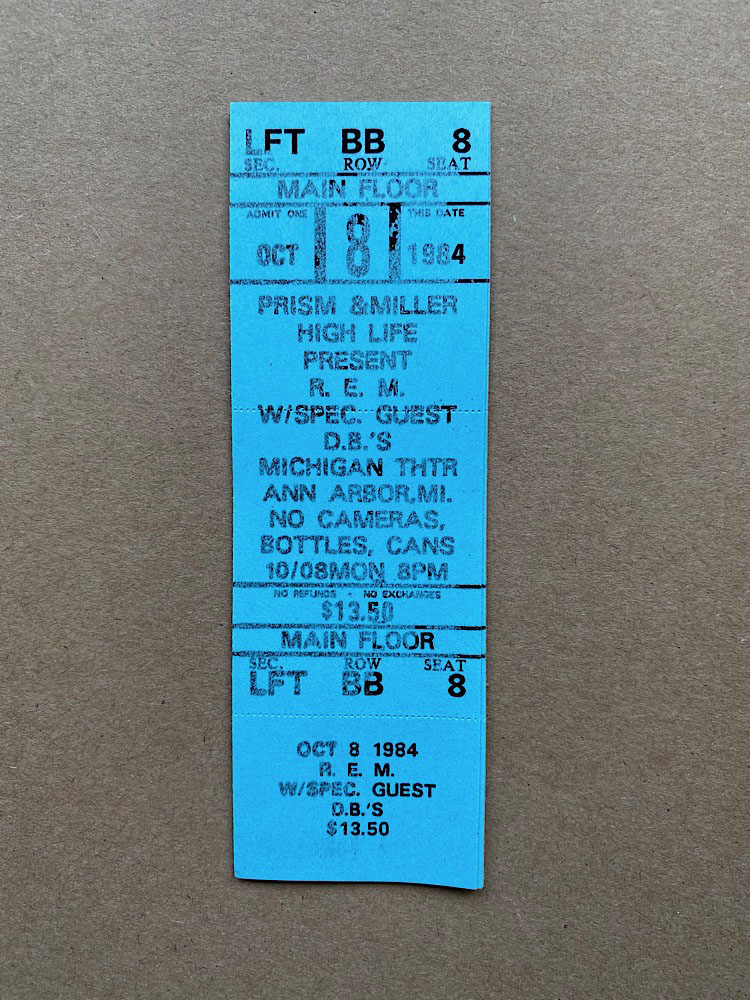 LFT BB 8
SEC. ROW SEAT
MAIN FLOOR
ADMIT ONE THIS DATE
OCT 8 1984
PRISM &MILLER
HIGH LIFE
PRESENT
R. E. M.
W/SPEC. GUEST
D.B.'S
MICHIGAN THTR
ANN ARBOR,MI.
NO CAMERAS,
BOTTLES, CANS
10/08MON 8PM
NO REFUNDS - NO EXCHANGES
$13.50
MAIN FLOOR
SEC. ROW SEAT
LFT BB 8
OCT 8 1984
R. E. M.
W/SPEC. GUEST
D.B.'S
$13.50